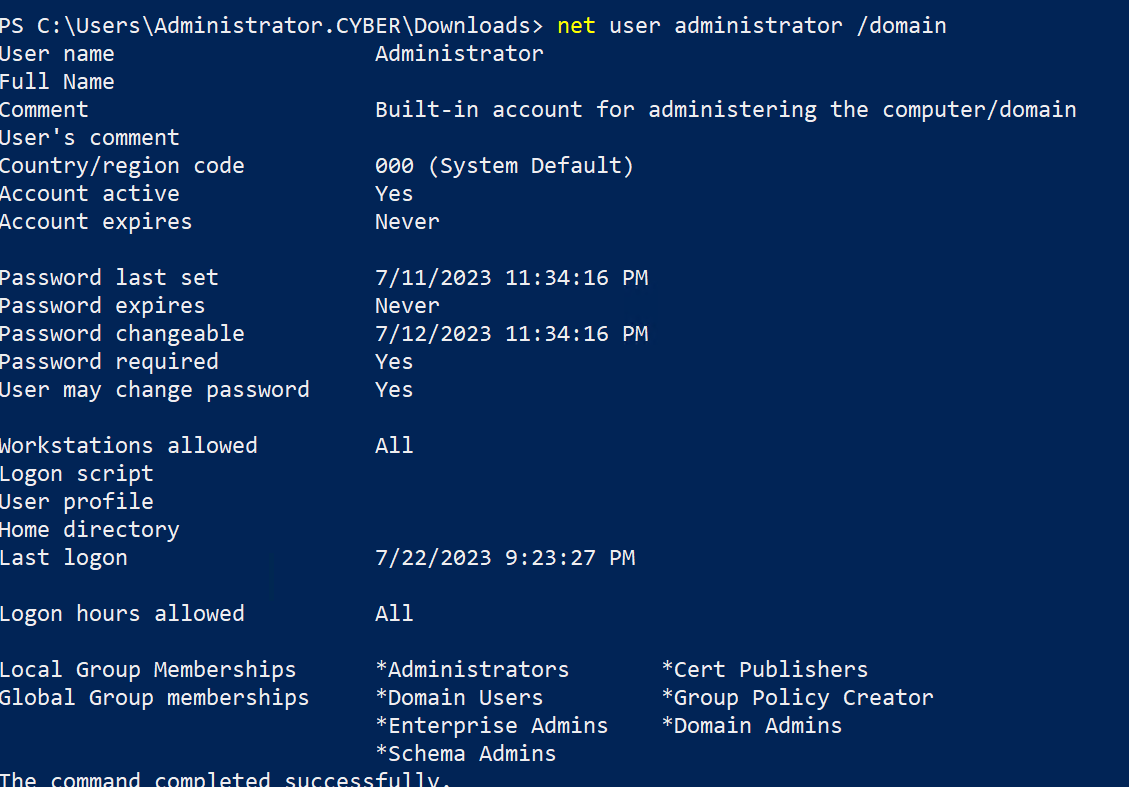 PS C:\Users\Administrator.CYBER\Downloads> net user administrator /domain
User name                    Administrator
Full Name
Comment                      Built-in account for administering the computer/domain
User's comment
Country/region code          000 (System Default)
Account active               Yes
Account expires              Never

Password last set            7/11/2023 11:34:16 PM
Password expires             Never
Password changeable          7/12/2023 11:34:16 PM
Password required            Yes
User may change password     Yes

Workstations allowed         All
Logon script
User profile
Home directory
Last logon                   7/22/2023 9:23:27 PM

Logon hours allowed          All

Local Group Memberships      *Administrators       *Cert Publishers
Global Group memberships     *Domain Users         *Group Policy Creator
                             *Enterprise Admins    *Domain Admins
                             *Schema Admins
The command completed successfully.